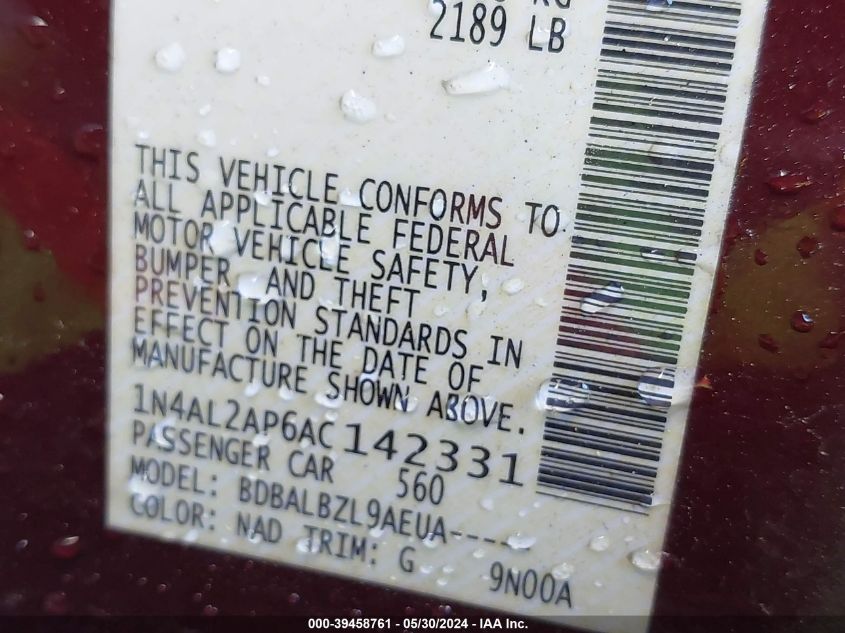 2189 LB
THIS VEHICLE CONFORMS TO
ALL APPLICABLE FEDERAL
MOTOR VEHICLE SAFETY,
BUMPER, AND THEFT
PREVENTION STANDARDS IN
EFFECT ON THE DATE OF
MANUFACTURE SHOWN ABOVE.
1N4AL2AP6AC142331
PASSENGER CAR 560
MODEL: BDBALBZL9AEUA-----
COLOR: NAD TRIM: G 9N00A
000-39458761 - 05/30/2024 - IAA Inc.